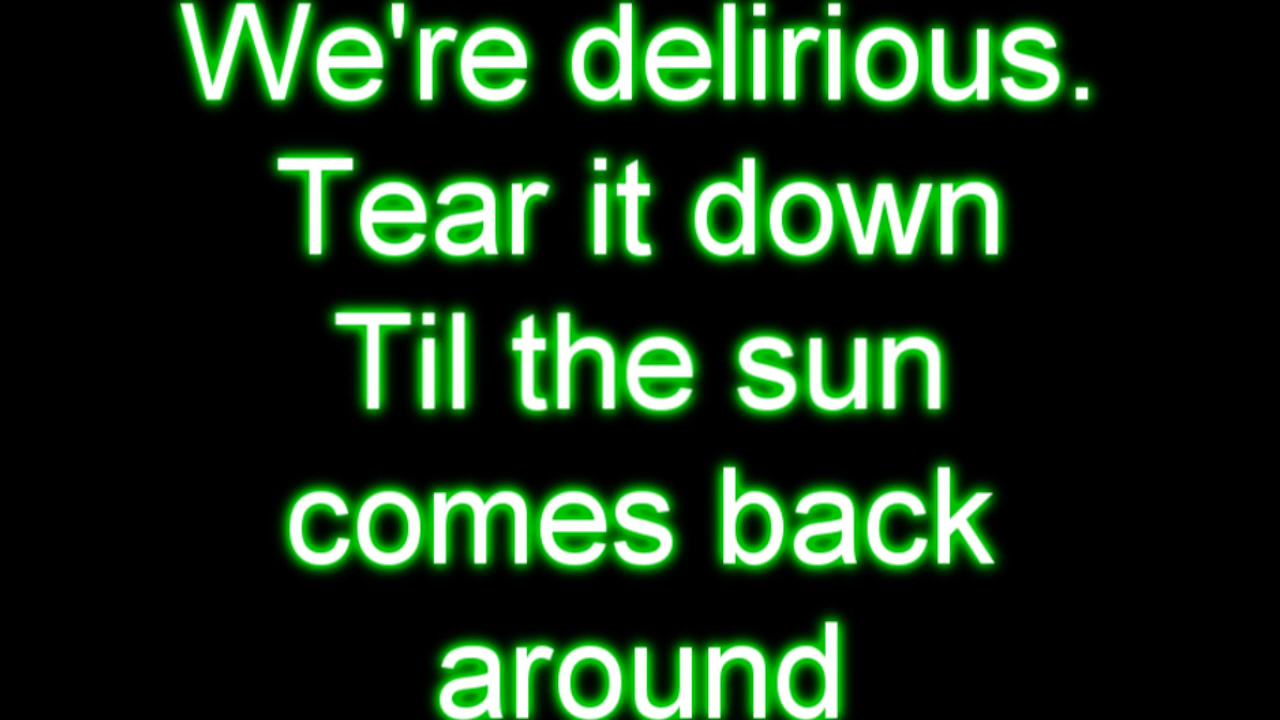 We're delirious.
Tear it down
Til the sun
comes back
around